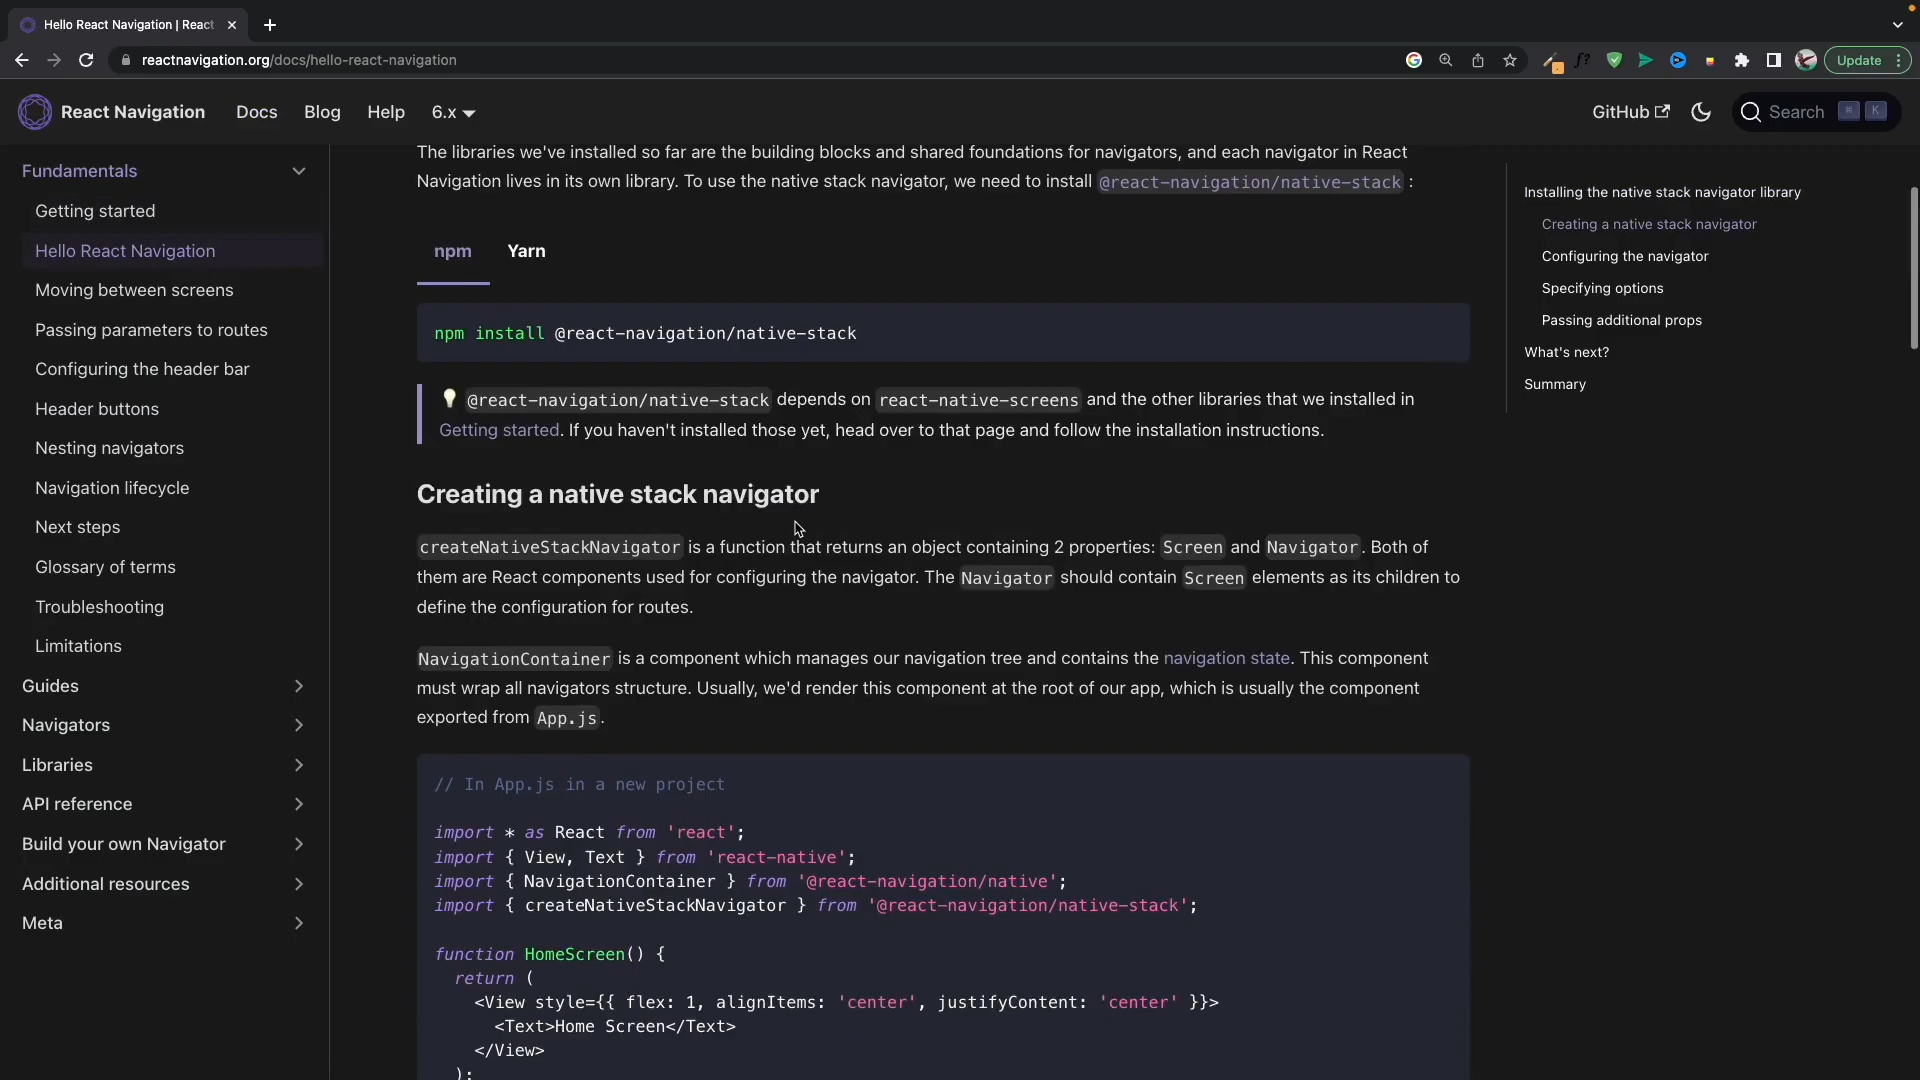 Hello React Navigation | React
reactnavigation.org/docs/hello-react-navigation
Update
React Navigation
Docs
Blog
Help
6.x
GitHub
Search
⌘ K
Fundamentals
Getting started
Hello React Navigation
Moving between screens
Passing parameters to routes
Configuring the header bar
Header buttons
Nesting navigators
Navigation lifecycle
Next steps
Glossary of terms
Troubleshooting
Limitations
Guides
Navigators
Libraries
API reference
Build your own Navigator
Additional resources
Meta
The libraries we've installed so far are the building blocks and shared foundations for navigators, and each navigator in React
Navigation lives in its own library. To use the native stack navigator, we need to install @react-navigation/native-stack :
npm
Yarn
npm install @react-navigation/native-stack
💡 @react-navigation/native-stack depends on react-native-screens and the other libraries that we installed in
Getting started. If you haven't installed those yet, head over to that page and follow the installation instructions.
Creating a native stack navigator
createNativeStackNavigator is a function that returns an object containing 2 properties: Screen and Navigator. Both of
them are React components used for configuring the navigator. The Navigator should contain Screen elements as its children to
define the configuration for routes.
NavigationContainer is a component which manages our navigation tree and contains the navigation state. This component
must wrap all navigators structure. Usually, we'd render this component at the root of our app, which is usually the component
exported from App.js.
// In App.js in a new project
import * as React from 'react';
import { View, Text } from 'react-native';
import { NavigationContainer } from '@react-navigation/native';
import { createNativeStackNavigator } from '@react-navigation/native-stack';
function HomeScreen() {
return (
<View style={{ flex: 1, alignItems: 'center', justifyContent: 'center' }}>
<Text>Home Screen</Text>
</View>
);
Installing the native stack navigator library
Creating a native stack navigator
Configuring the navigator
Specifying options
Passing additional props
What's next?
Summary